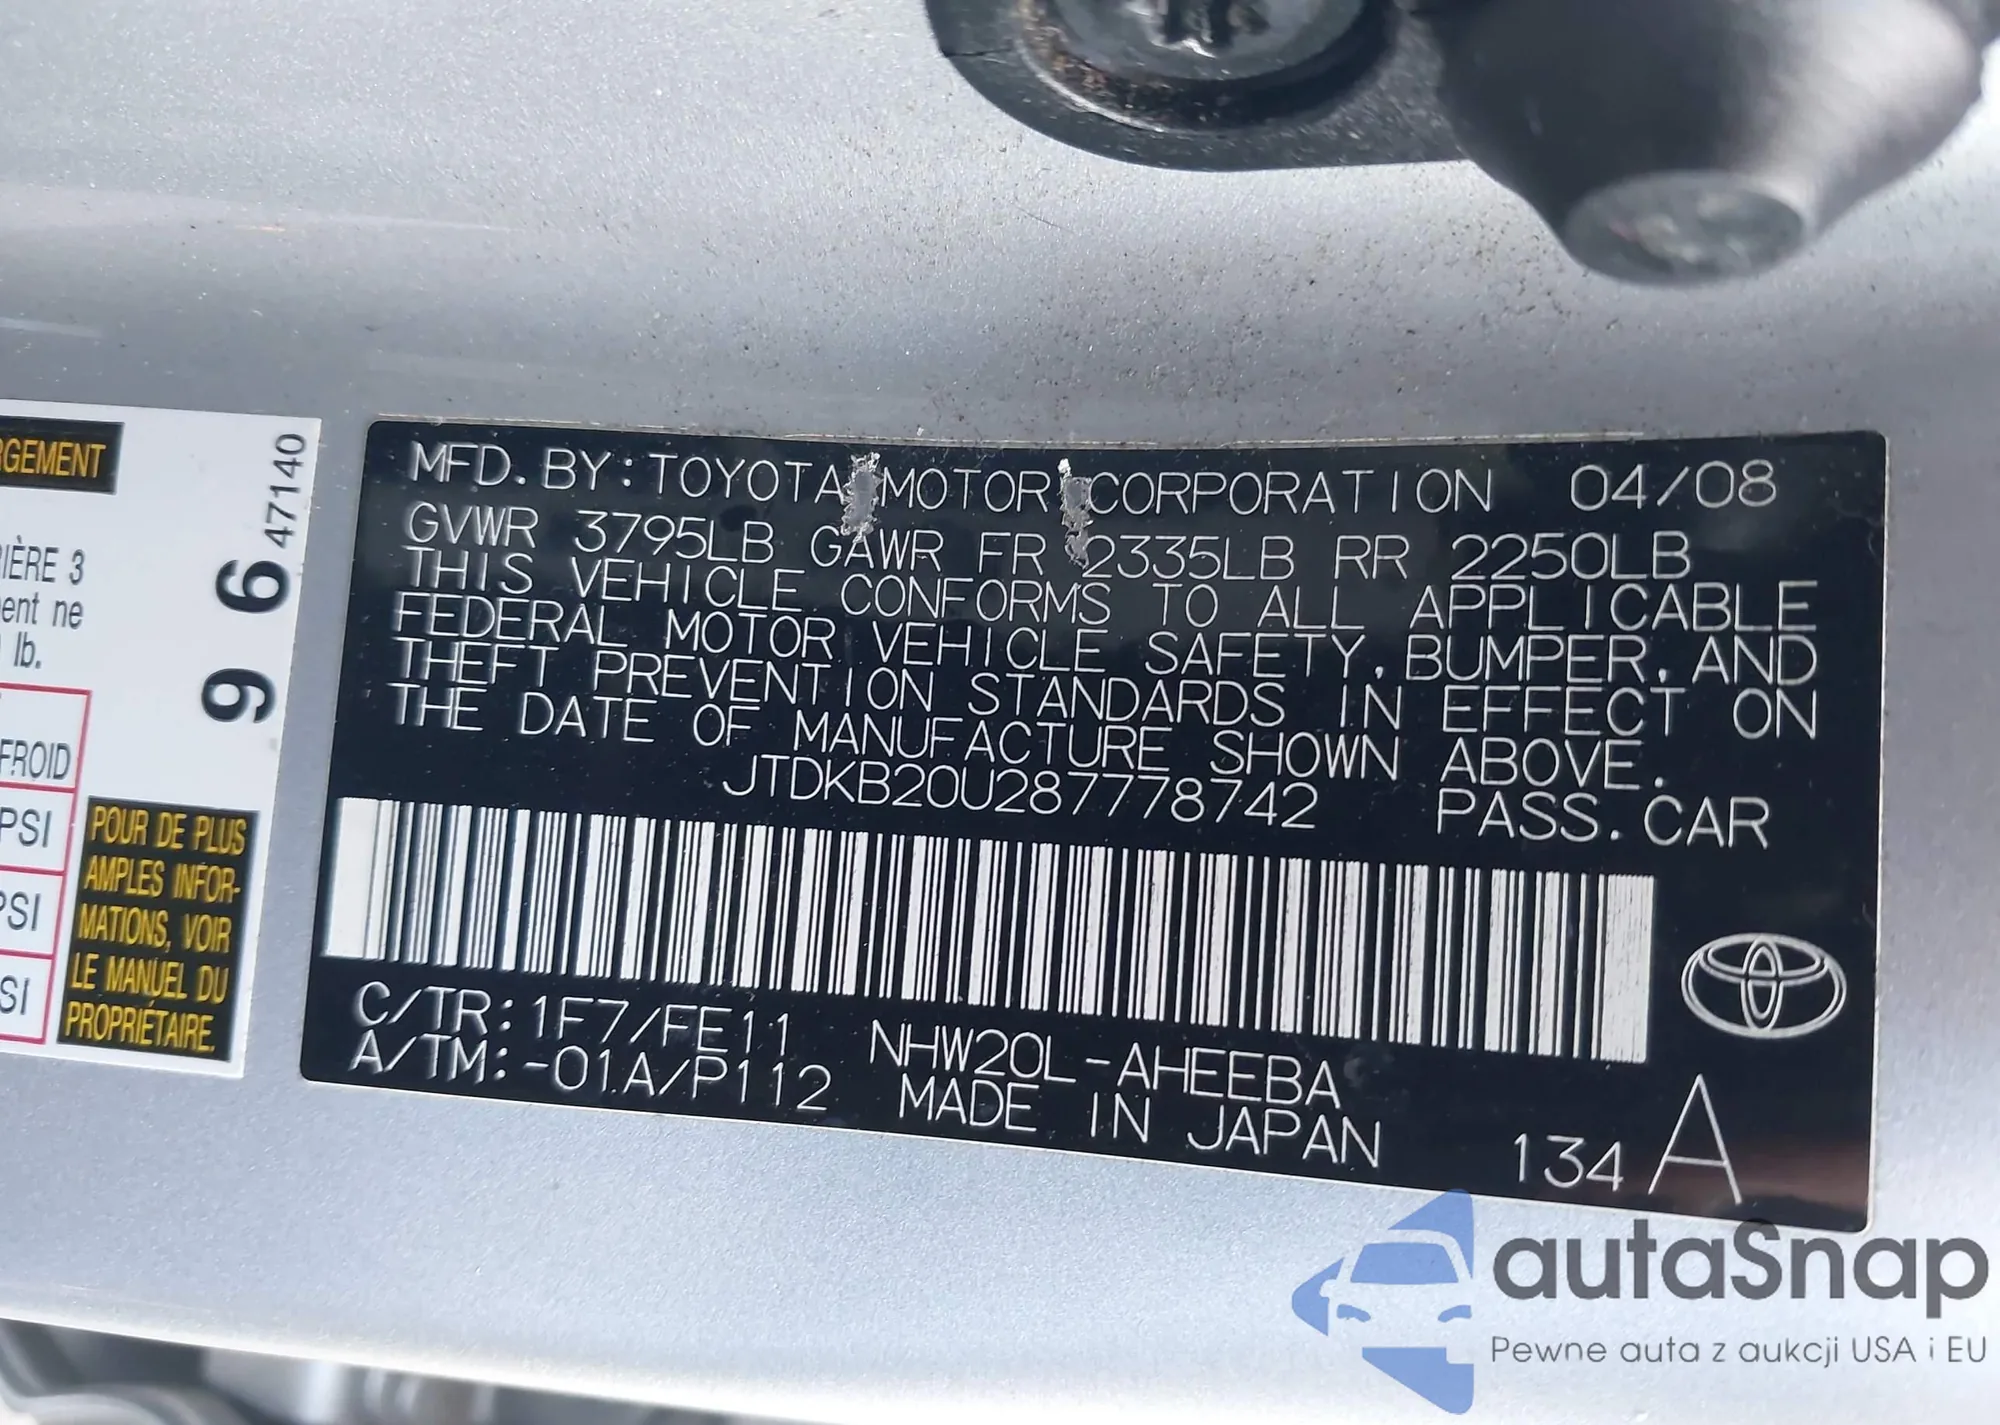 RGEMENT
RIÈRE 3
ent ne
lb.
FROID
PSI
PSI
SI
POUR DE PLUS
AMPLES INFOR-
MATIONS, VOIR
LE MANUEL DU
PROPRIÉTAIRE.
9 6 47140
MFD. BY: TOYOTA MOTOR CORPORATION 04/08
GVWR 3795LB GAWR FR 2335LB RR 2250LB
THIS VEHICLE CONFORMS TO ALL APPLICABLE
FEDERAL MOTOR VEHICLE SAFETY, BUMPER, AND
THEFT PREVENTION STANDARDS IN EFFECT ON
THE DATE OF MANUFACTURE SHOWN ABOVE.
JTDKB20U287778742 PASS. CAR
C/TR: 1F7/FE11 NHW20L-AHEEBA
A/TM: -01A/P112 MADE IN JAPAN
134 A
autoSnap
Pewne auta z aukcji USA i EU